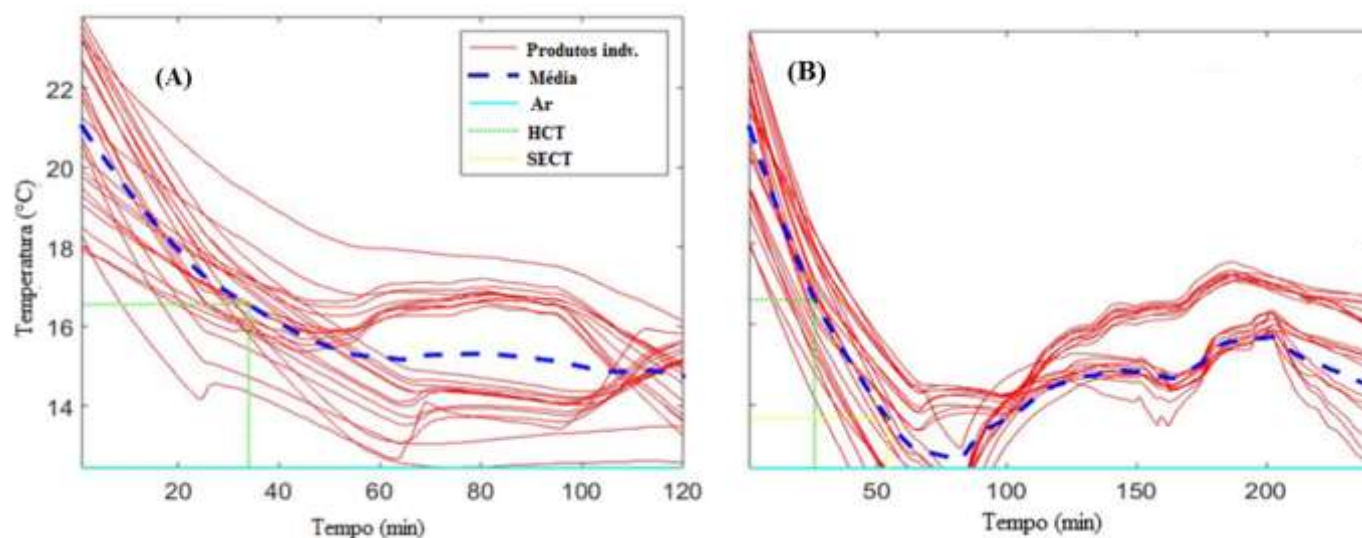 (A)
Produtos indv.
Média
Ar
HCT
SECT
(B)
22
20
18
16
14
Temperatura (°C)
20 40 60 80 100 120
Tempo (min)
50 100 150 200
Tempo (min)